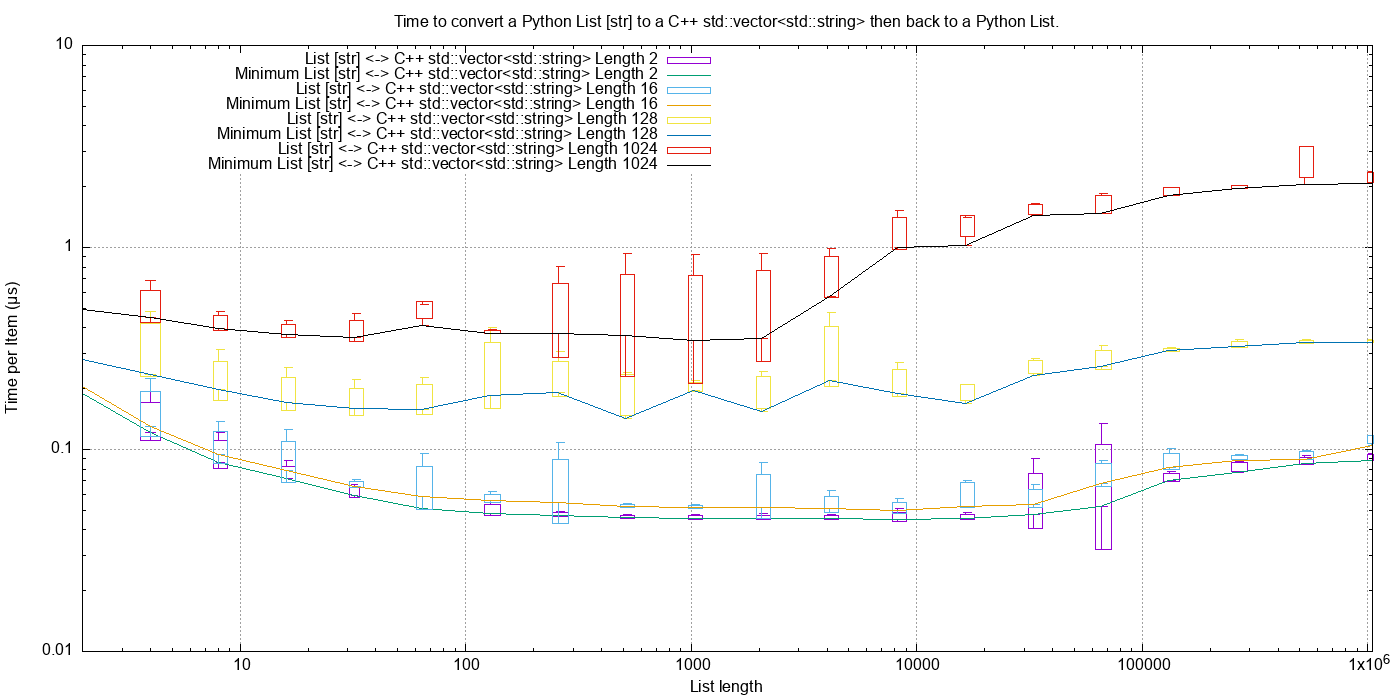 Time to convert a Python List [str] to a C++ std::vector<std::string> then back to a Python List.
10
List [str] <-> C++ std::vector<std::string> Length 2
Minimum List [str] <-> C++ std::vector<std::string> Length 2
List [str] <-> C++ std::vector<std::string> Length 16
Minimum List [str] <-> C++ std::vector<std::string> Length 16
List [str] <-> C++ std::vector<std::string> Length 128
Minimum List [str] <-> C++ std::vector<std::string> Length 128
List [str] <-> C++ std::vector<std::string> Length 1024
Minimum List [str] <-> C++ std::vector<std::string> Length 1024
1
Time per Item (µs)
0.1
0.01
10 100 1000 10000 100000 1x10⁶
List length